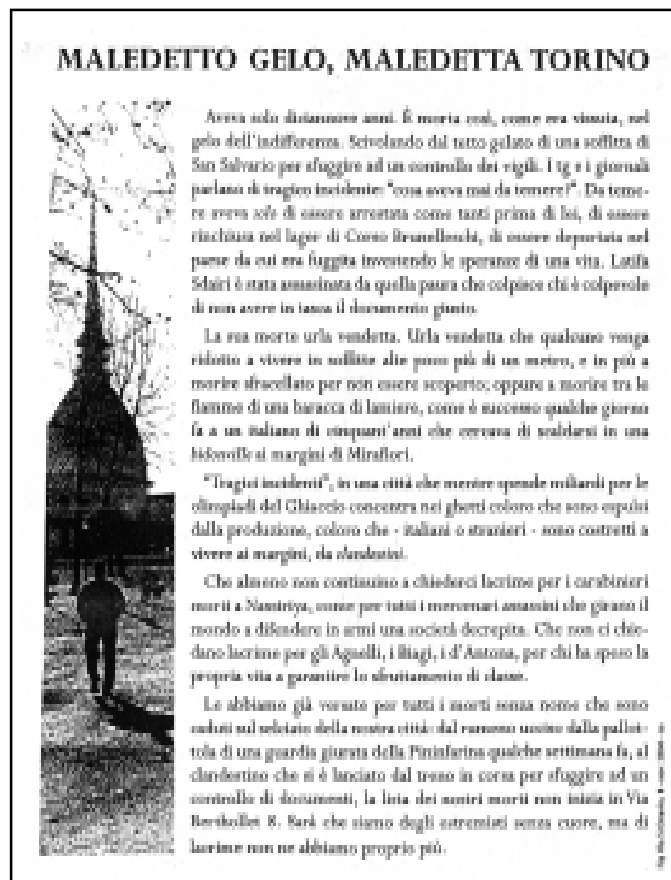 MALEDETTO GELO, MALEDETTA TORINO
Aveva solo diciannove anni. È morta così, come era vissuta, nel
gelo dell'indifferenza. Scivolando dal tetto gelato di una soffitta di
San Salvario per sfuggire ad un controllo dei vigili. I tg e i giornali
parlano di tragico incidente: "cosa aveva mai da temere?". Da teme-
re aveva solo di essere arrestata come tanti prima di lei, di essere
rinchiusa nel lager di Corso Brunelleschi, di essere deportata nel
paese da cui era fuggita investendo le speranze di una vita. Latifa
Sdairi è stata assassinata da quella paura che colpisce chi è colpevole
di non avere in tasca il documento giusto.
La sua morte urla vendetta. Urla vendetta che qualcuno venga
ridotto a vivere in soffitte alte poco più di un metro, e in più a
morire sfracellato per non essere scoperto; oppure a morire tra le
fiamme di una baracca di lamiere, come è successo qualche giorno
fa a un italiano di cinquant'anni che cercava di scaldarsi in una
bidonville ai margini di Mirafiori.
"Tragici incidenti", in una città che mentre spende miliardi per le
olimpiadi del Ghiaccio concentra nei ghetti coloro che sono espulsi
dalla produzione, coloro che - italiani o stranieri - sono costretti a
vivere ai margini, da clandestini.
Che almeno non continuino a chiederci lacrime per i carabinieri
morti a Nassiriya, come per tutti i mercenari assassini che girano il
mondo a difendere in armi una società decrepita. Che non ci chie-
dano lacrime per gli Agnelli, i Biagi, i d'Antona, per chi ha speso la
propria vita a garantire lo sfruttamento di classe.
Le abbiamo già versate per tutti i morti senza nome che sono
caduti sul selciato della nostra città: dal rumeno ucciso dalla pallot-
tola di una guardia giurata della Pininfarina qualche settimana fa, al
clandestino che si è lanciato dal treno in corsa per sfuggire ad un
controllo di documenti, la lista dei nostri morti non inizia in Via
Berthollet 8. Sarà che siamo degli estremisti senza cuore, ma di
lacrime non ne abbiamo proprio più.